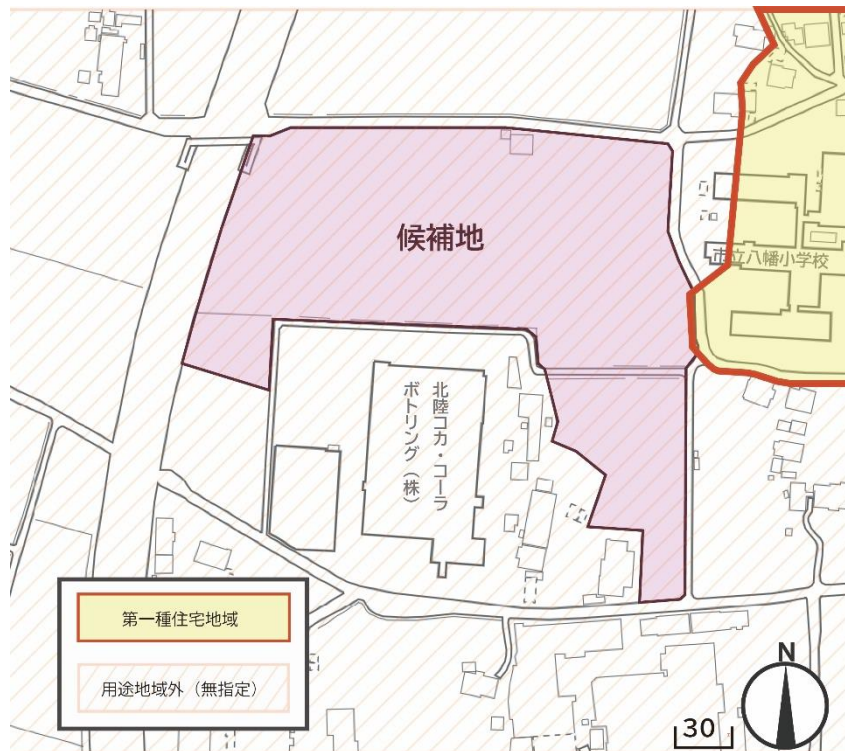 候補地
市立八幡小学校
北陸コカ・コーラ
ボトリング（株）
第一種住宅地域
用途地域外（無指定）
N
30